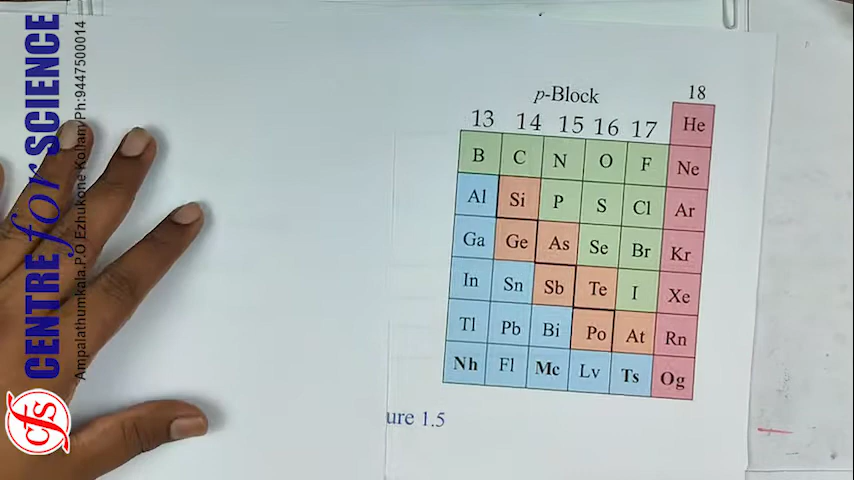 CENTRE for SCIENCE
Ampalathumkala.P.O Ezhukone Kollam Ph:9447500014
cfs
p-Block
18
13 14 15 16 17
He
B C N O F Ne
Al Si P S Cl Ar
Ga Ge As Se Br Kr
In Sn Sb Te I Xe
Tl Pb Bi Po At Rn
Nh Fl Mc Lv Ts Og
ure 1.5